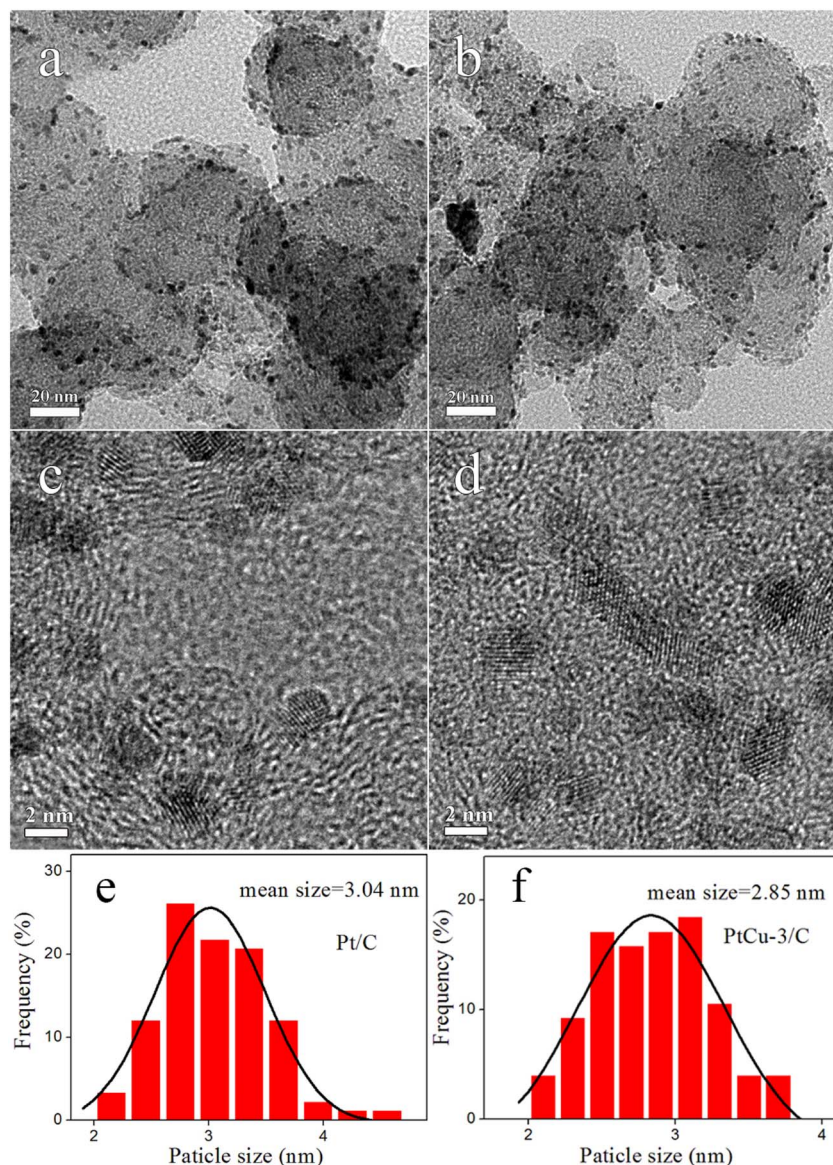 a
b
20 nm
20 nm
c
d
2 nm
2 nm
e
mean size=3.04 nm
Pt/C
Frequency (%)
30
20
10
0
2
3
4
Paticle size (nm)
f
mean size=2.85 nm
PtCu-3/C
Frequency (%)
20
10
0
2
3
4
Paticle size (nm)